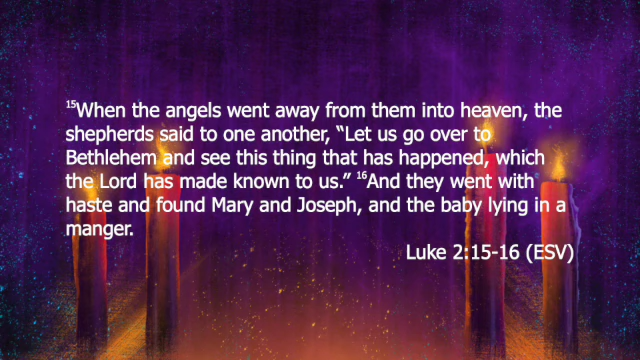 ¹⁵When the angels went away from them into heaven, the
shepherds said to one another, “Let us go over to
Bethlehem and see this thing that has happened, which
the Lord has made known to us.” ¹⁶And they went with
haste and found Mary and Joseph, and the baby lying in a
manger.
Luke 2:15-16 (ESV)